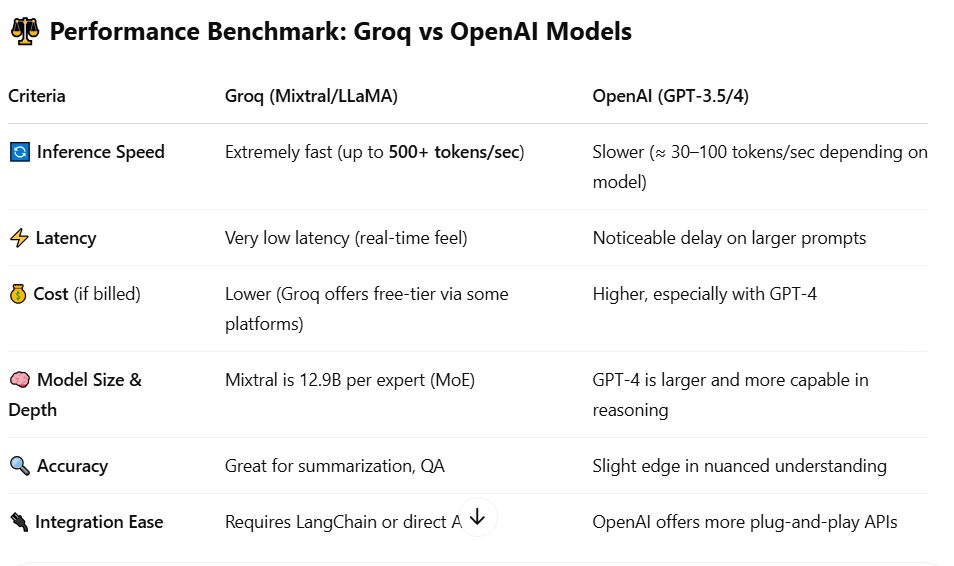 ⚖️ Performance Benchmark: Groq vs OpenAI Models
Criteria Groq (Mixtral/LLaMA) OpenAI (GPT-3.5/4)
🔄 Inference Speed Extremely fast (up to 500+ tokens/sec) Slower (≈ 30–100 tokens/sec depending on
model)
⚡ Latency Very low latency (real-time feel) Noticeable delay on larger prompts
💰 Cost (if billed) Lower (Groq offers free-tier via some Higher, especially with GPT-4
platforms)
🧠 Model Size & Mixtral is 12.9B per expert (MoE) GPT-4 is larger and more capable in
Depth reasoning
🔍 Accuracy Great for summarization, QA Slight edge in nuanced understanding
🔌 Integration Ease Requires LangChain or direct OpenAI offers more plug-and-play APIs